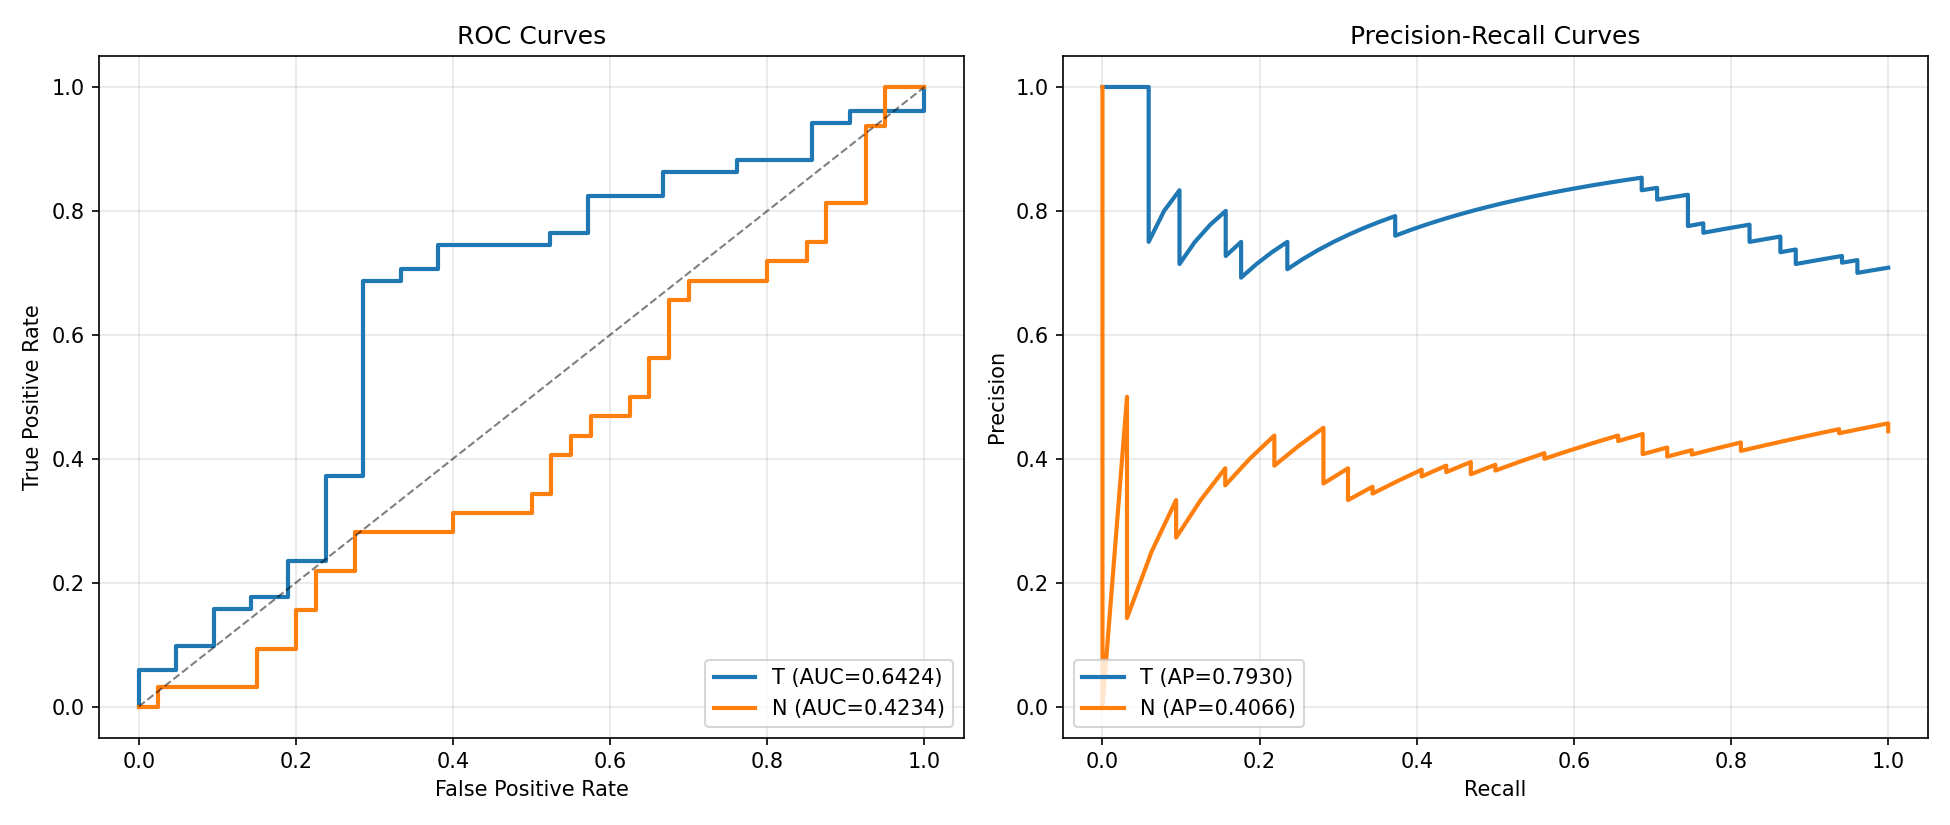 ROC Curves
True Positive Rate
1.0
0.8
0.6
0.4
0.2
0.0
T (AUC=0.6424)
N (AUC=0.4234)
0.0 0.2 0.4 0.6 0.8 1.0
False Positive Rate
Precision-Recall Curves
Precision
1.0
0.8
0.6
0.4
0.2
0.0
T (AP=0.7930)
N (AP=0.4066)
0.0 0.2 0.4 0.6 0.8 1.0
Recall